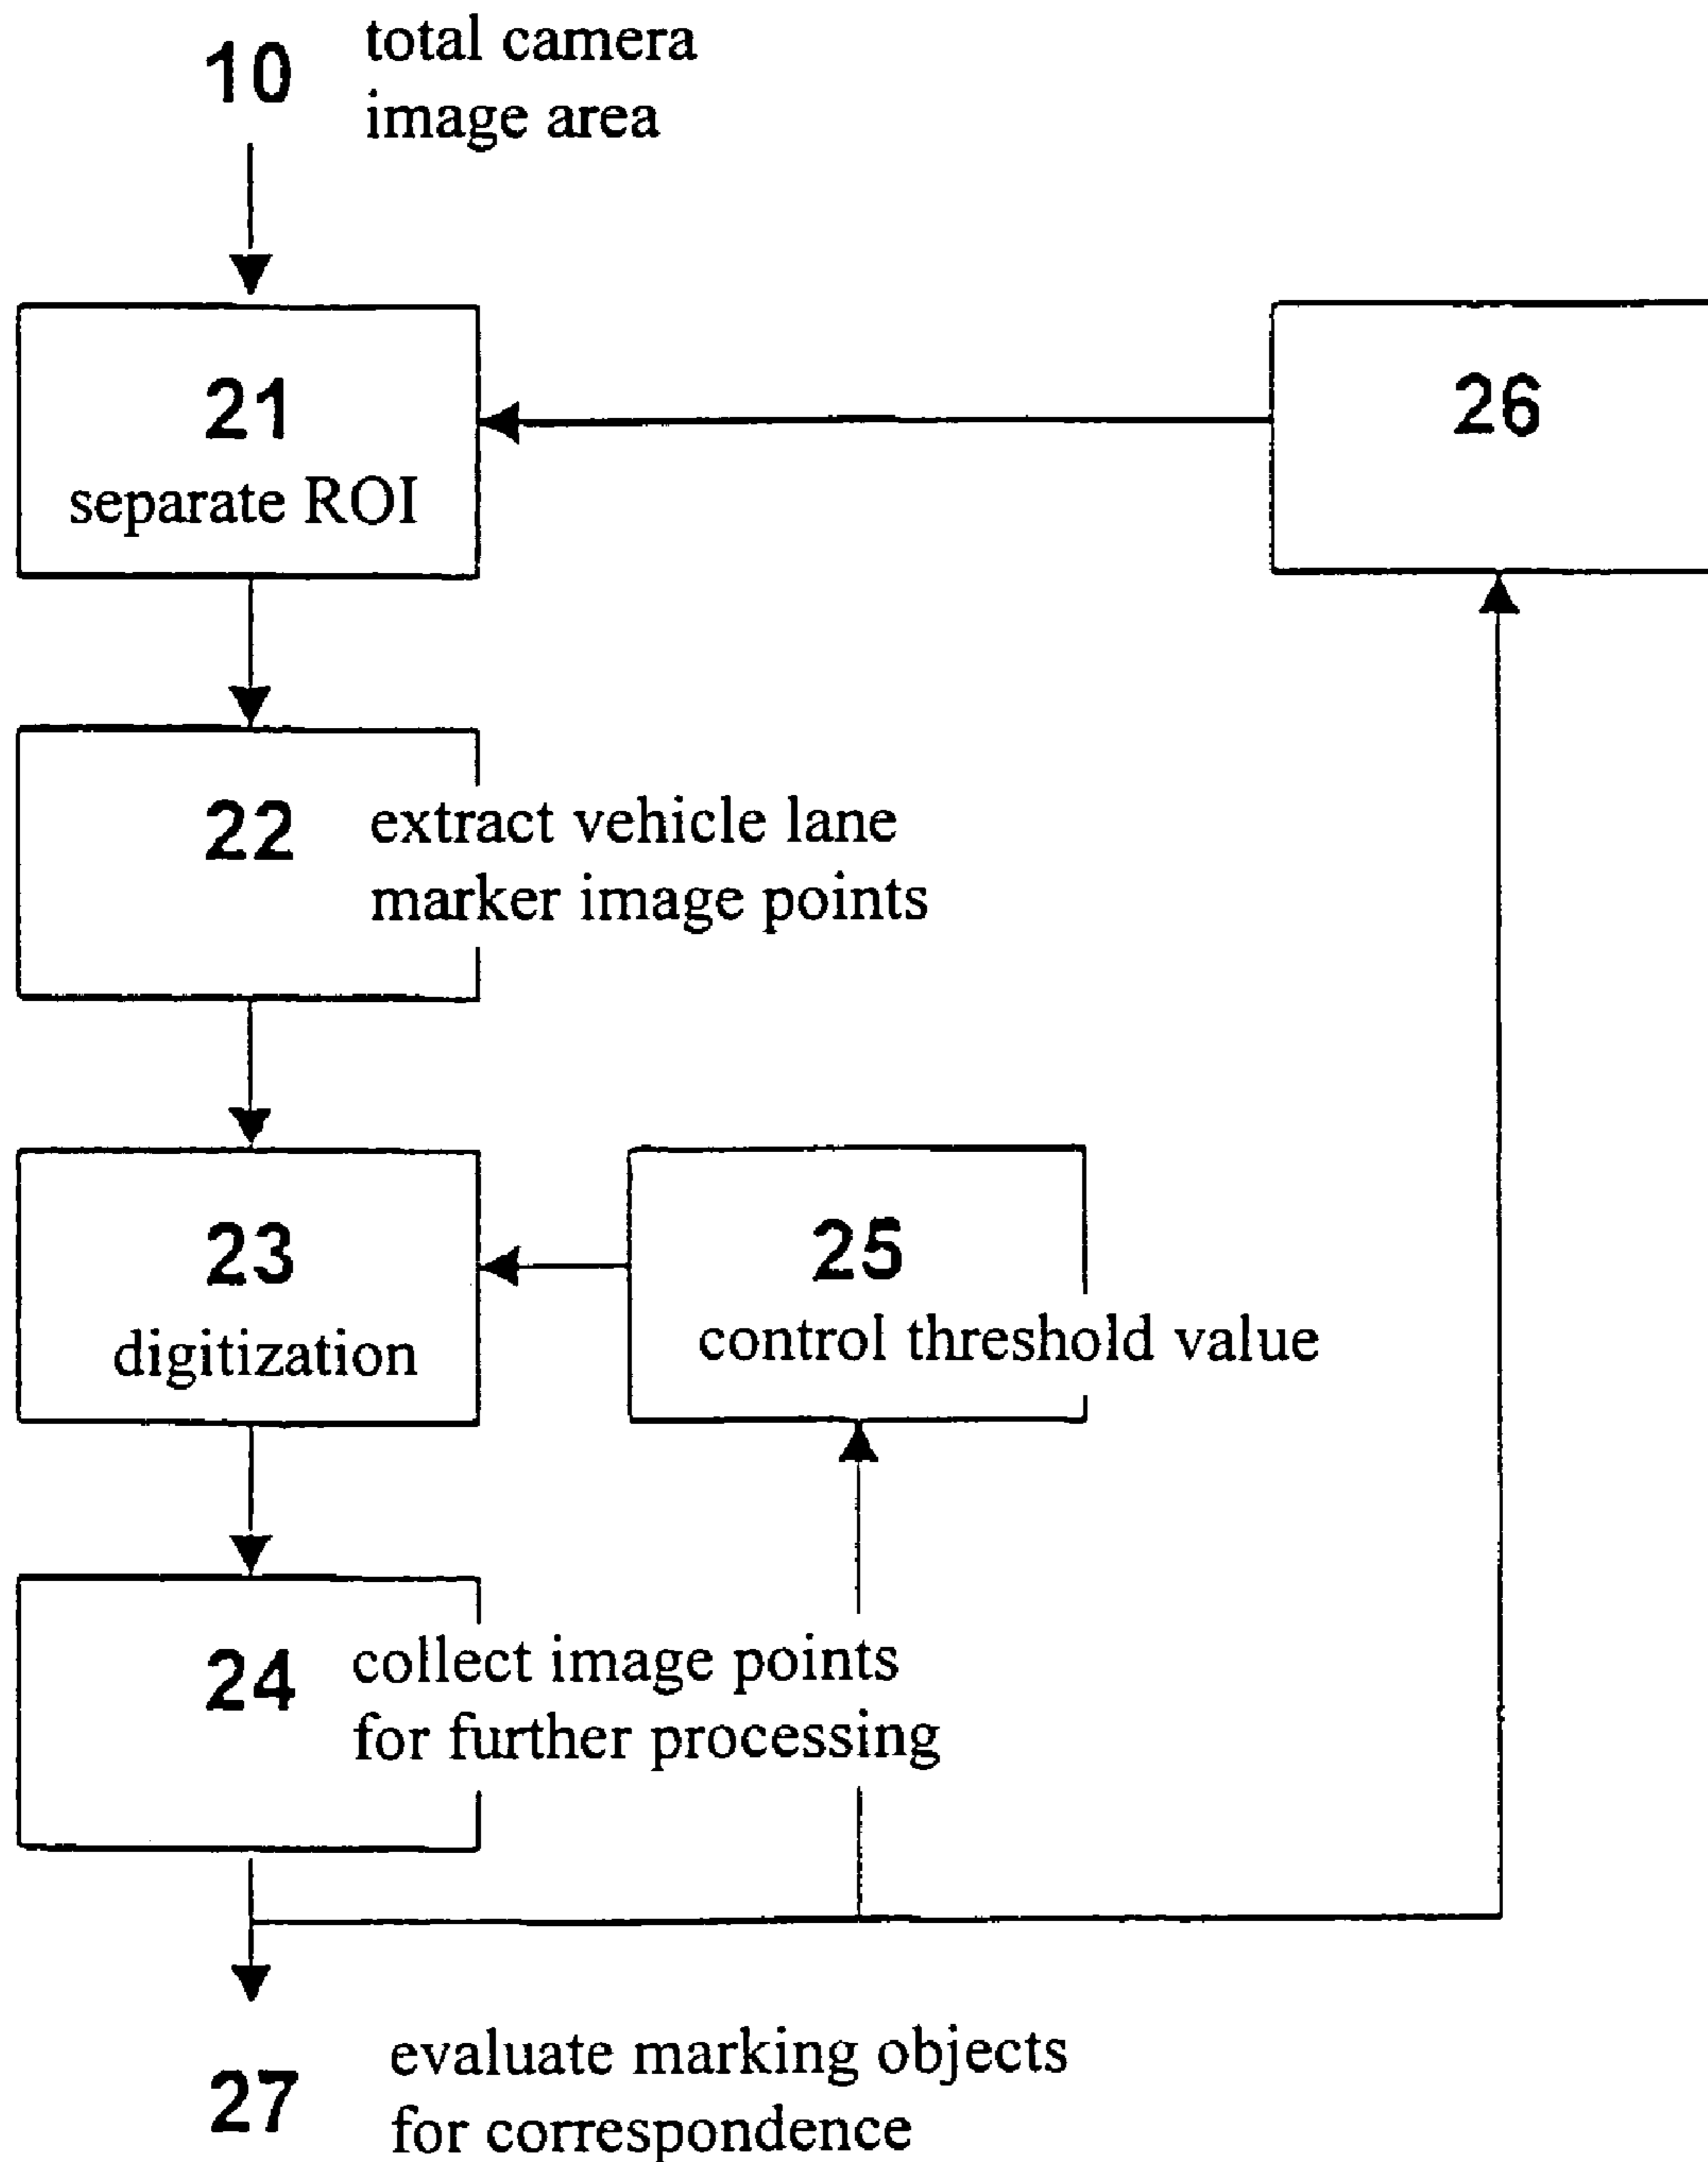 10
total camera
image area
21
separate ROI
26
22
extract vehicle lane
marker image points
23
digitization
25
control threshold value
24
collect image points
for further processing
27
evaluate marking objects
for correspondence